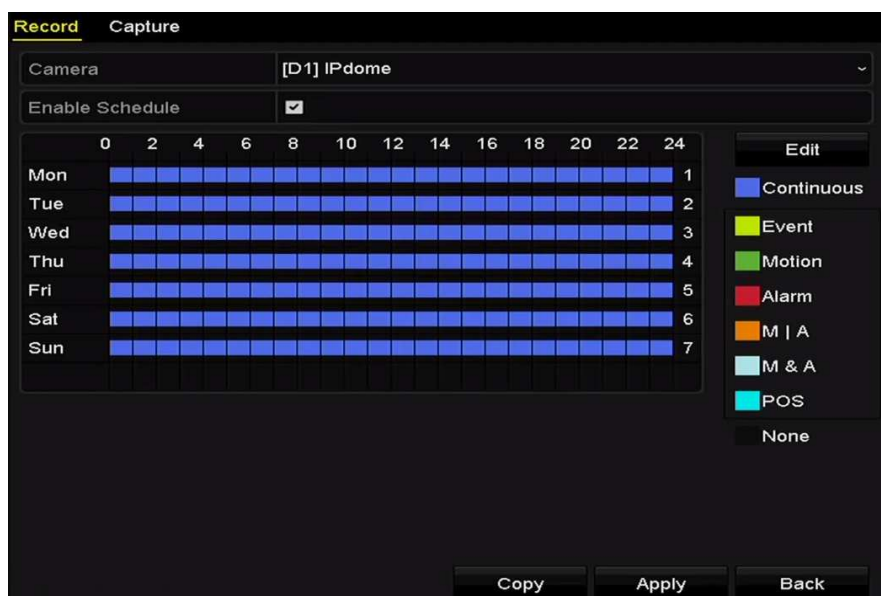 Record Capture
Camera [D1] IPdome
Enable Schedule
0 2 4 6 8 10 12 14 16 18 20 22 24
Mon 1
Tue 2
Wed 3
Thu 4
Fri 5
Sat 6
Sun 7
Edit
Continuous
Event
Motion
Alarm
M | A
M & A
POS
None
Copy Apply Back